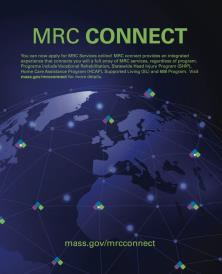 MRC CONNECT
You can now apply for MRC Services online! MRC connect provides an integrated
experience that connects you will a full array of MRC services, regardless of program.
Programs include Vocational Rehabilitation, Statewide Head Injury Program (SHIP),
Home Care Assistance Program (HCAP), Supported Living (SL) and MBI Program. Visit
mass.gov/mrcconnect for more details.
mass.gov/mrcconnect